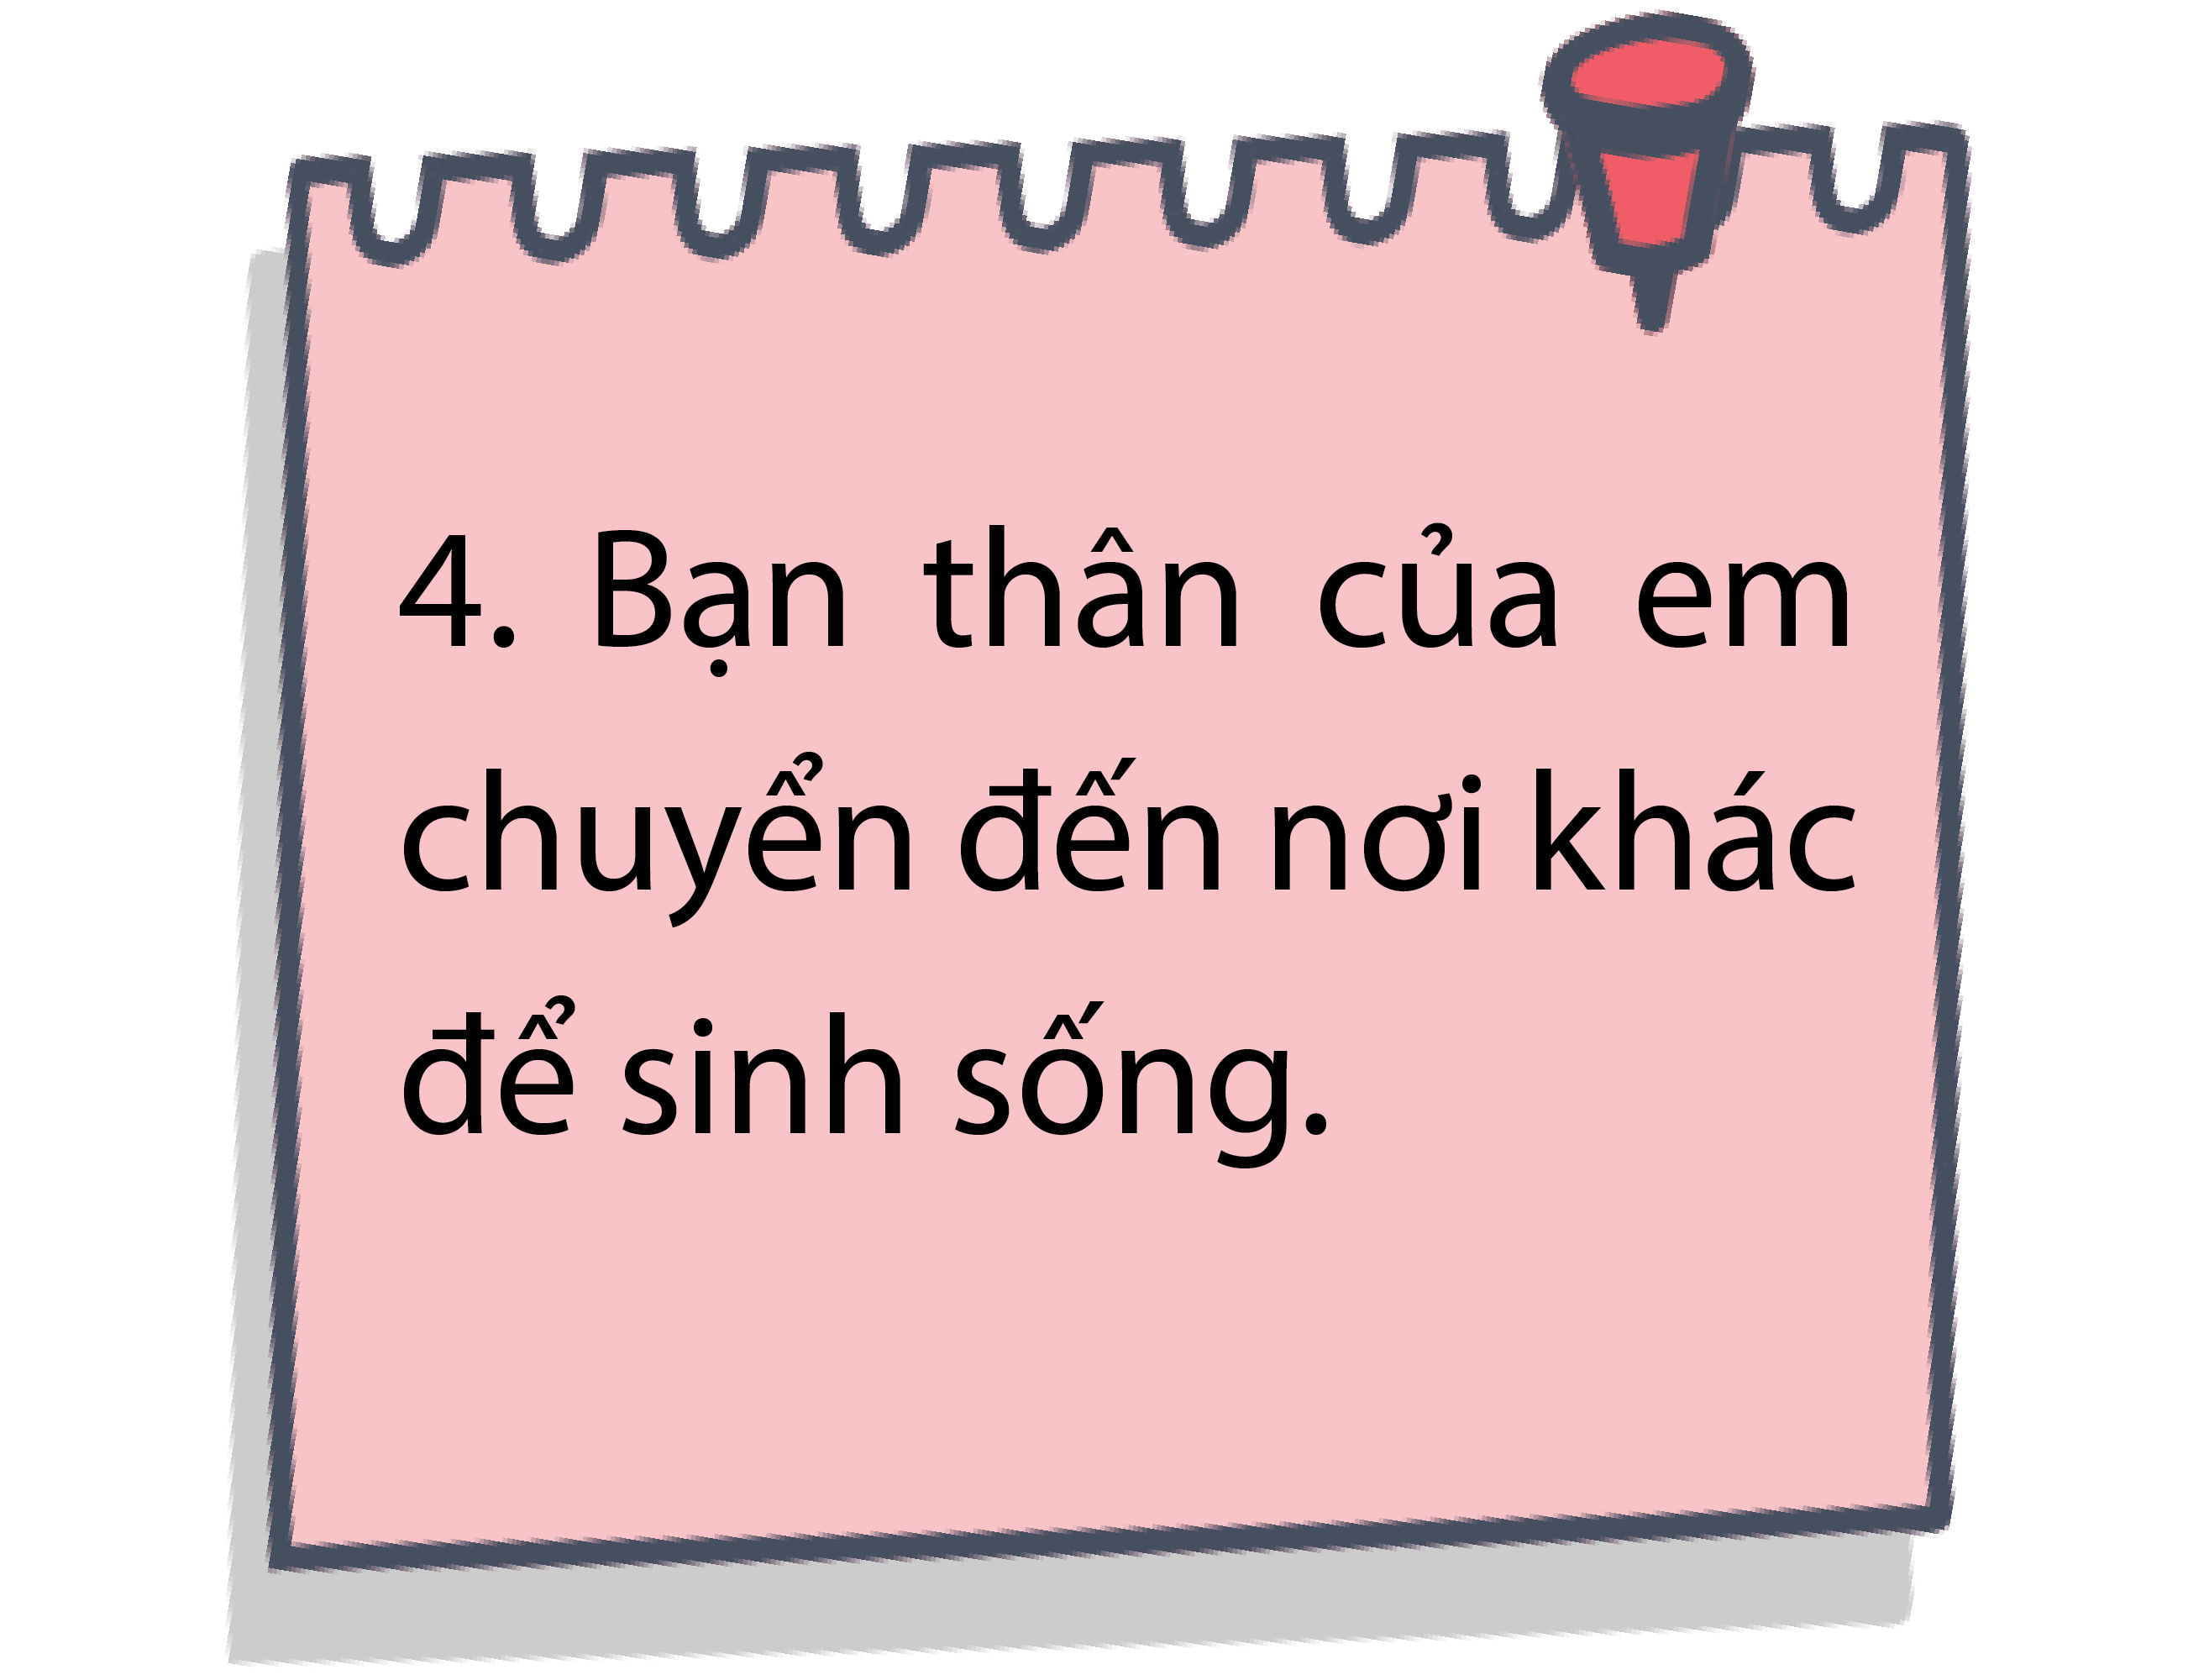 4. Bạn thân của em
chuyển đến nơi khác
để sinh sống.